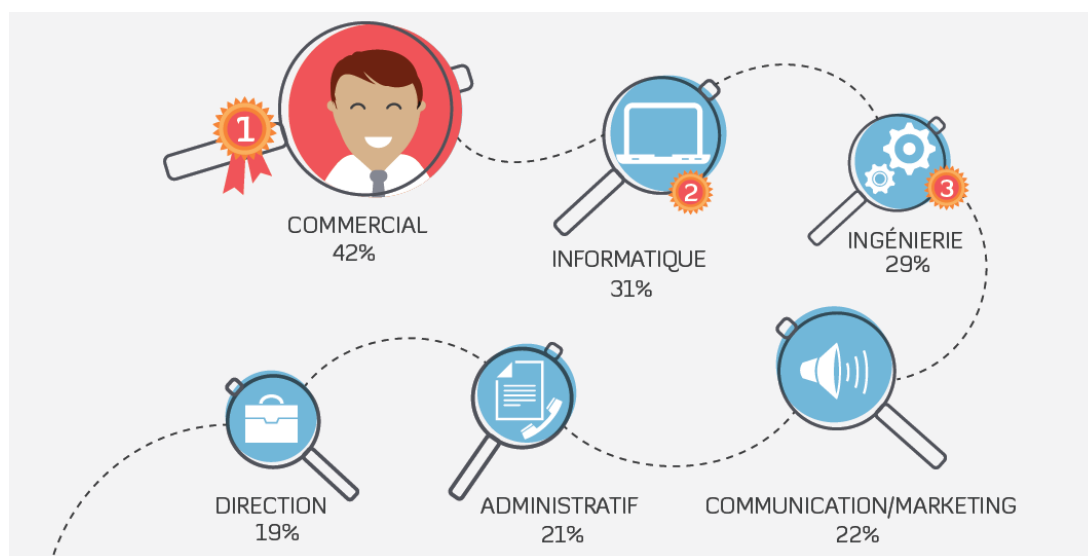 1
COMMERCIAL
42%
2
INFORMATIQUE
31%
3
INGÉNIERIE
29%
DIRECTION
19%
ADMINISTRATIF
21%
COMMUNICATION/MARKETING
22%